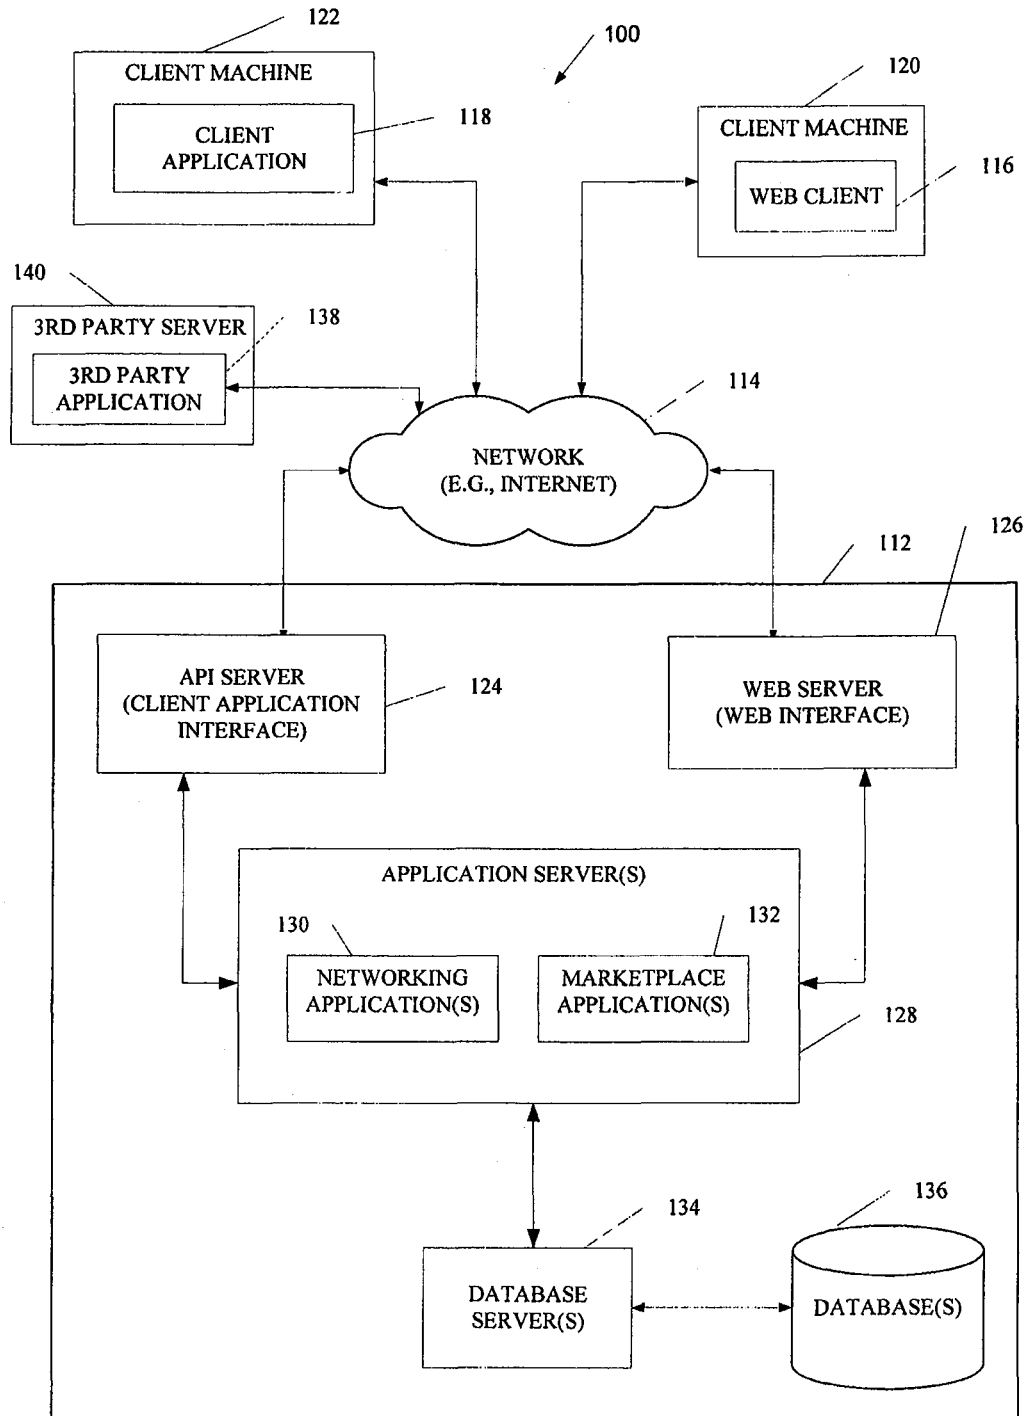 122
100
CLIENT MACHINE
120
118
CLIENT
APPLICATION
CLIENT MACHINE
116
WEB CLIENT
140
3RD PARTY SERVER
138
3RD PARTY
APPLICATION
114
NETWORK
(E.G., INTERNET)
126
112
API SERVER
(CLIENT APPLICATION
INTERFACE)
124
WEB SERVER
(WEB INTERFACE)
APPLICATION SERVER(S)
130
132
NETWORKING
APPLICATION(S)
MARKETPLACE
APPLICATION(S)
128
134
136
DATABASE
SERVER(S)
DATABASE(S)